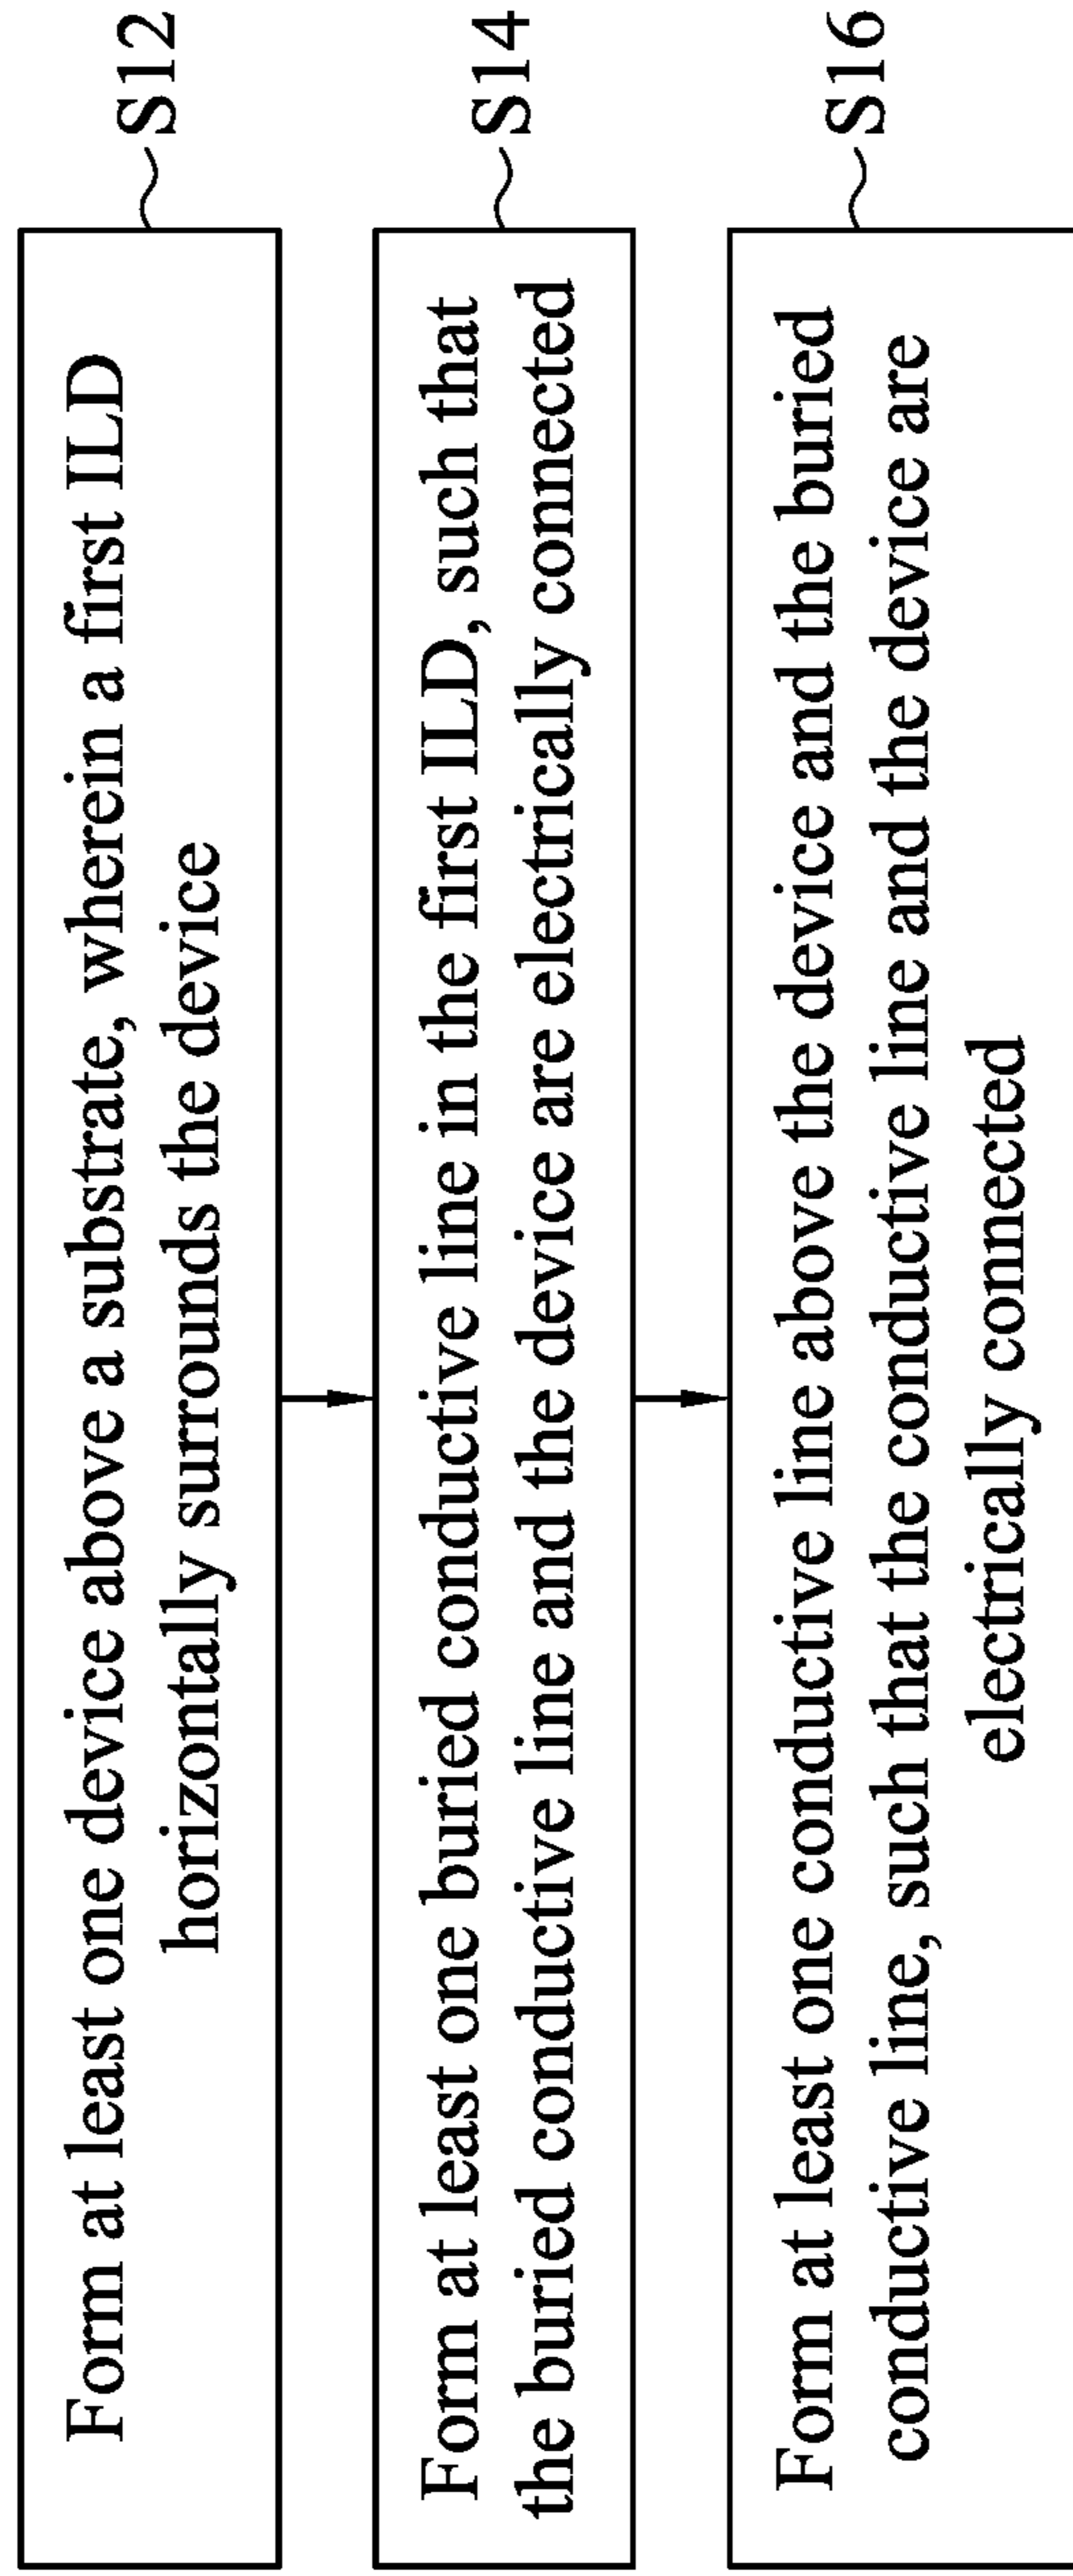 Form at least one device above a substrate, wherein a first ILD
horizontally surrounds the device
S12
Form at least one buried conductive line in the first ILD, such that
the buried conductive line and the device are electrically connected
S14
Form at least one conductive line above the device and the buried
conductive line, such that the conductive line and the device are
electrically connected
S16